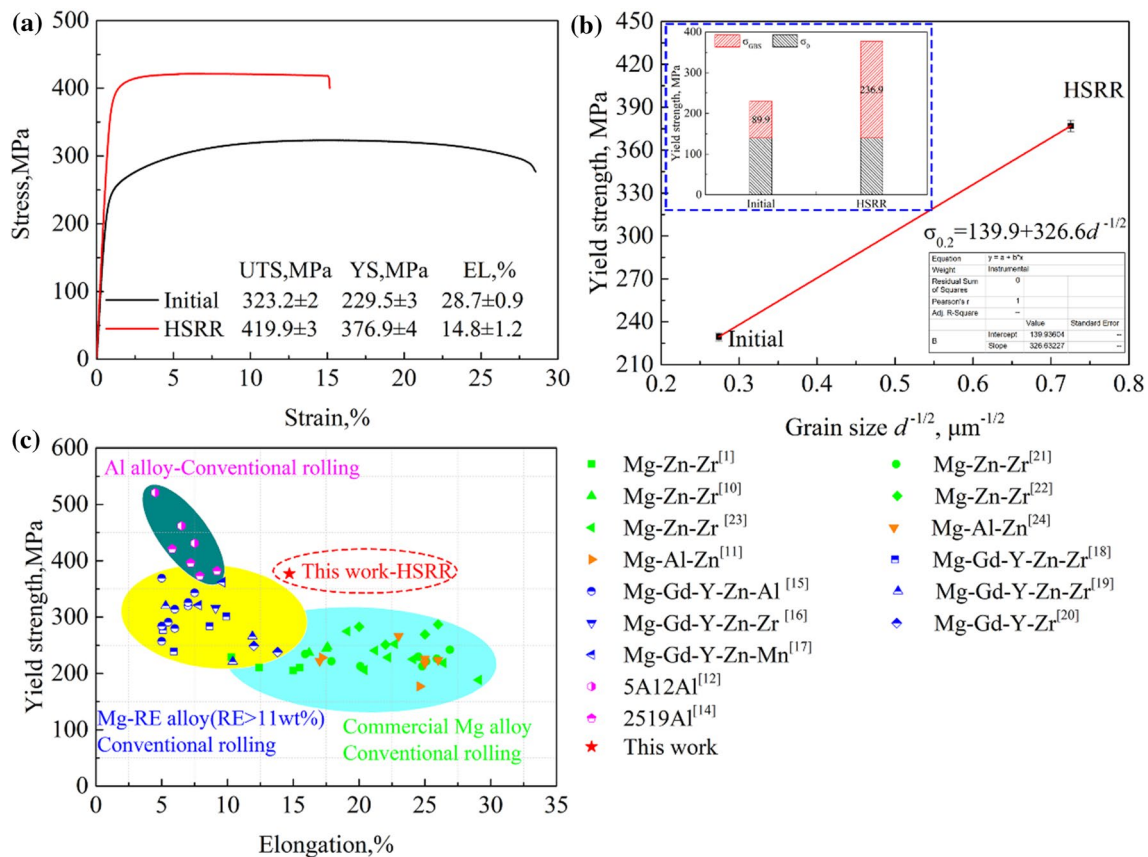 (a)
500
400
300
200
100
0
Stress,MPa
UTS,MPa YS,MPa EL,%
Initial 323.2±2 229.5±3 28.7±0.9
HSRR 419.9±3 376.9±4 14.8±1.2
0 5 10 15 20 25 30
Strain,%
(b)
450
420
390
360
330
300
270
240
210
Yield strength, MPa
400
300
200
100
0
Yield strength, MPa
σGBS σ0
89.9
236.9
Initial HSRR
HSRR
Initial
σ0.2=139.9+326.6d-1/2
Equation y = a + b*x
Weight Instrumental
Residual Sum of Squares 0
Pearson's r 1
Adj. R-Square --
Value Standard Error
B Intercept 139.93604 --
Slope 326.63227 --
0.2 0.3 0.4 0.5 0.6 0.7 0.8
Grain size d-1/2, μm-1/2
(c)
600
500
400
300
200
100
0
Yield strength,MPa
Al alloy-Conventional rolling
This work-HSRR
Mg-RE alloy(RE>11wt%)
Conventional rolling
Commercial Mg alloy
Conventional rolling
0 5 10 15 20 25 30 35
Elongation,%
Mg-Zn-Zr[1]
Mg-Zn-Zr[10]
Mg-Zn-Zr [23]
Mg-Al-Zn[11]
Mg-Gd-Y-Zn-Al [15]
Mg-Gd-Y-Zn-Zr [16]
Mg-Gd-Y-Zn-Mn[17]
5A12Al[12]
2519Al[14]
This work
Mg-Zn-Zr[21]
Mg-Zn-Zr[22]
Mg-Al-Zn[24]
Mg-Gd-Y-Zn-Zr[18]
Mg-Gd-Y-Zn-Zr[19]
Mg-Gd-Y-Zr[20]